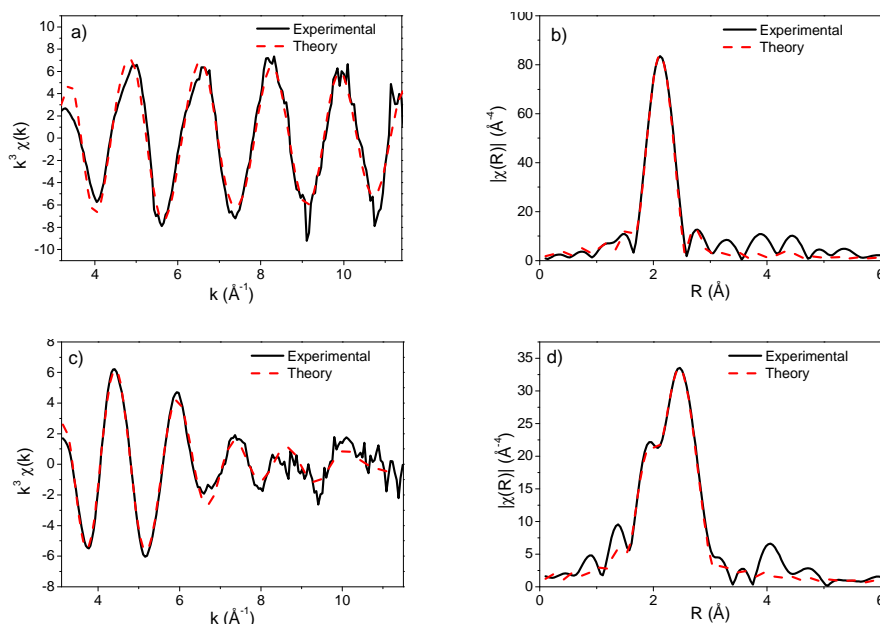 a)
Experimental
Theory
11
10
8
6
4
2
0
-2
-4
-6
-8
-10
k³ χ(k)
4 6 8 10
k (Å⁻¹)
b)
Experimental
Theory
100
80
60
40
20
0
|χ(R)| (Å⁻⁴)
0 2 4 6
R (Å)
c)
Experimental
Theory
8
6
4
2
0
-2
-4
-6
-8
k³ χ(k)
4 6 8 10
k (Å⁻¹)
d)
Experimental
Theory
35
30
25
20
15
10
5
0
|χ(R)| (Å⁻⁴)
0 2 4 6
R (Å)